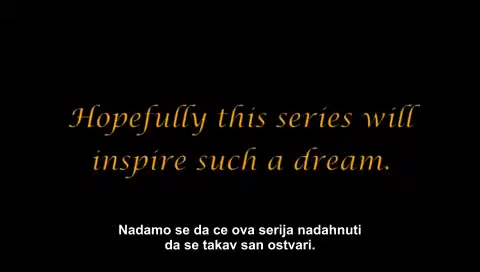 Hopefully this series will
inspire such a dream.
Nadamo se da ce ova serija nadahnuti
da se takav san ostvari.